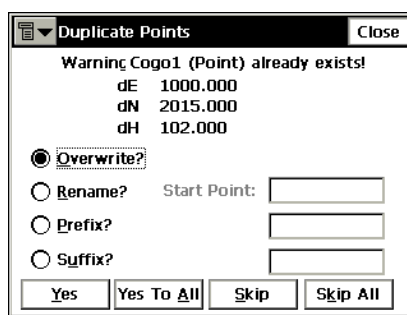 Duplicate Points Close
Warning Cogo1 (Point) already exists!
dE 1000.000
dN 2015.000
dH 102.000
Overwrite?
Rename? Start Point:
Prefix?
Suffix?
Yes Yes To All Skip Skip All